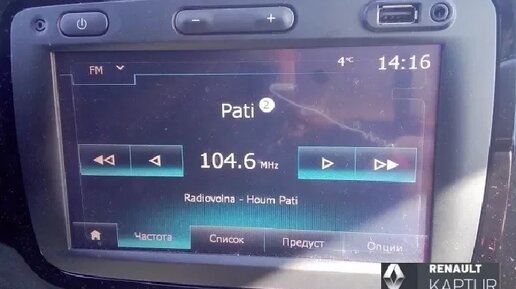 FM
4°C
14:16
Pati 2
104.6 MHz
Radiovolna - Houm Pati
Частота
Список
Предуст
Опции
RENAULT
KAPTUR